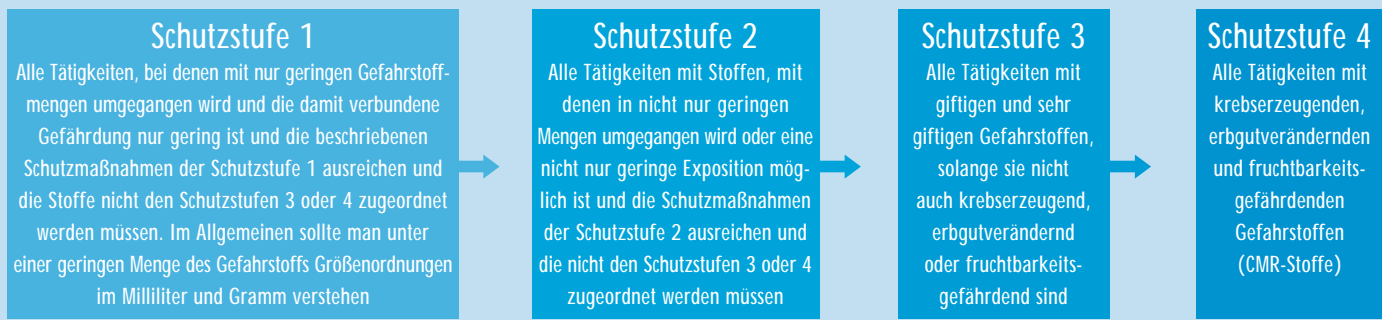 Schutzstufe 1
Alle Tätigkeiten, bei denen mit nur geringen Gefahrstoff-
mengen umgegangen wird und die damit verbundene
Gefährdung nur gering ist und die beschriebenen
Schutzmaßnahmen der Schutzstufe 1 ausreichen und
die Stoffe nicht den Schutzstufen 3 oder 4 zugeordnet
werden müssen. Im Allgemeinen sollte man unter
einer geringen Menge des Gefahrstoffs Größenordnungen
im Milliliter und Gramm verstehen
Schutzstufe 2
Alle Tätigkeiten mit Stoffen, mit
denen in nicht nur geringen
Mengen umgegangen wird oder eine
nicht nur geringe Exposition mög-
lich ist und die Schutzmaßnahmen
der Schutzstufe 2 ausreichen und
die nicht den Schutzstufen 3 oder 4
zugeordnet werden müssen
Schutzstufe 3
Alle Tätigkeiten mit
giftigen und sehr
giftigen Gefahrstoffen,
solange sie nicht
auch krebserzeugend,
erbgutverändernd
oder fruchtbarkeits-
gefährdend sind
Schutzstufe 4
Alle Tätigkeiten mit
krebserzeugenden,
erbgutverändernden
und fruchtbarkeits-
gefährdenden
Gefahrstoffen
(CMR-Stoffe)